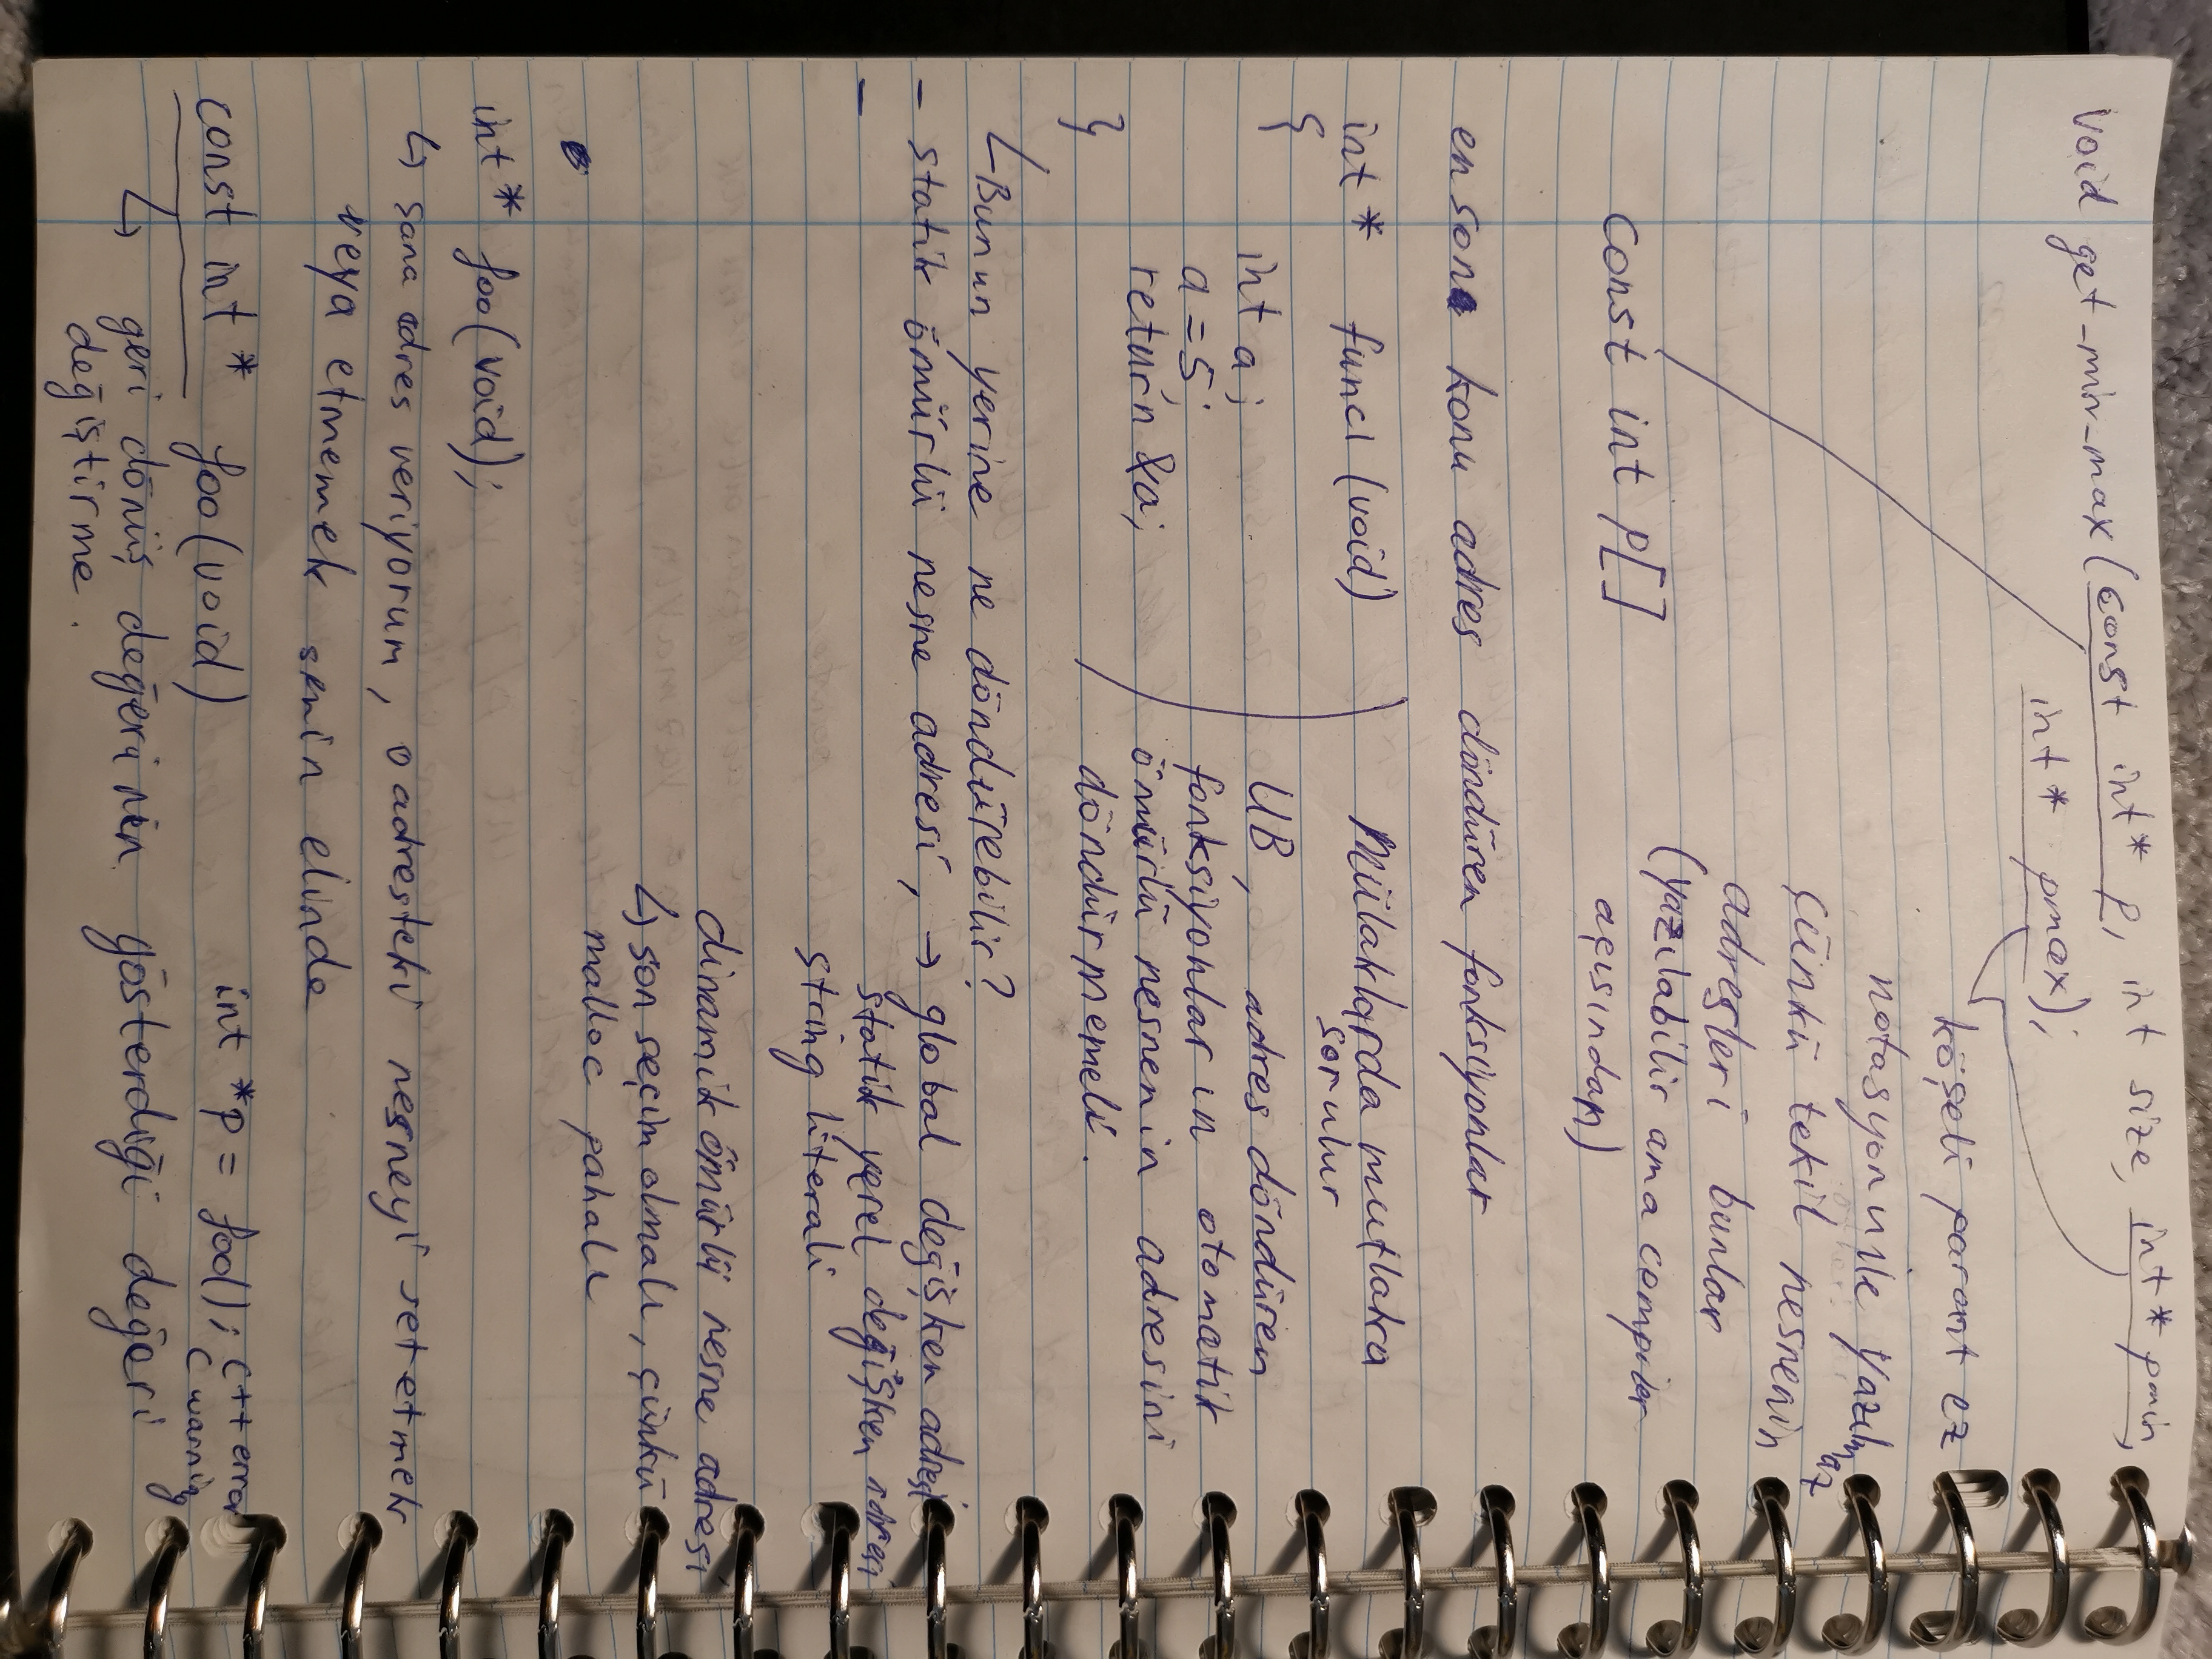 void get_min_max(const int* p, int size, int* pmin,
int* pmax);
köşeli parantez
notasyonu ile yazılmaz
çünkü tekil nesnenin
adresleri bunlar
(yazılabilir ama compiler
açısından)
const int p[]
en sona konu adres döndüren fonksiyonlar
int* func1(void)
{
int a;
a = 5;
return &a;
}
Mülaklarda mutlaka
sorulur
UB, adres döndüren
fonksiyonların otomatik
ömürlü nesnenin adresini
döndürmemeli.
Bunun yerine ne döndürebilir?
- statik ömürlü nesne adresi, → global değişken adresi
- statik yerel değişken adresi
string literali
dinamik ömürlü nesne adresi
↳ son seçim olmalı, çünkü
malloc pahalı
int* foo(void);
↳ sana adres veriyorum, o adresteki nesneyi set etmek
veya etmemek senin elinde
const int* foo(void) int *p = foo(); C++ error
C warning
↳ geri dönüş değerinin gösterdiği değeri
değiştirme.